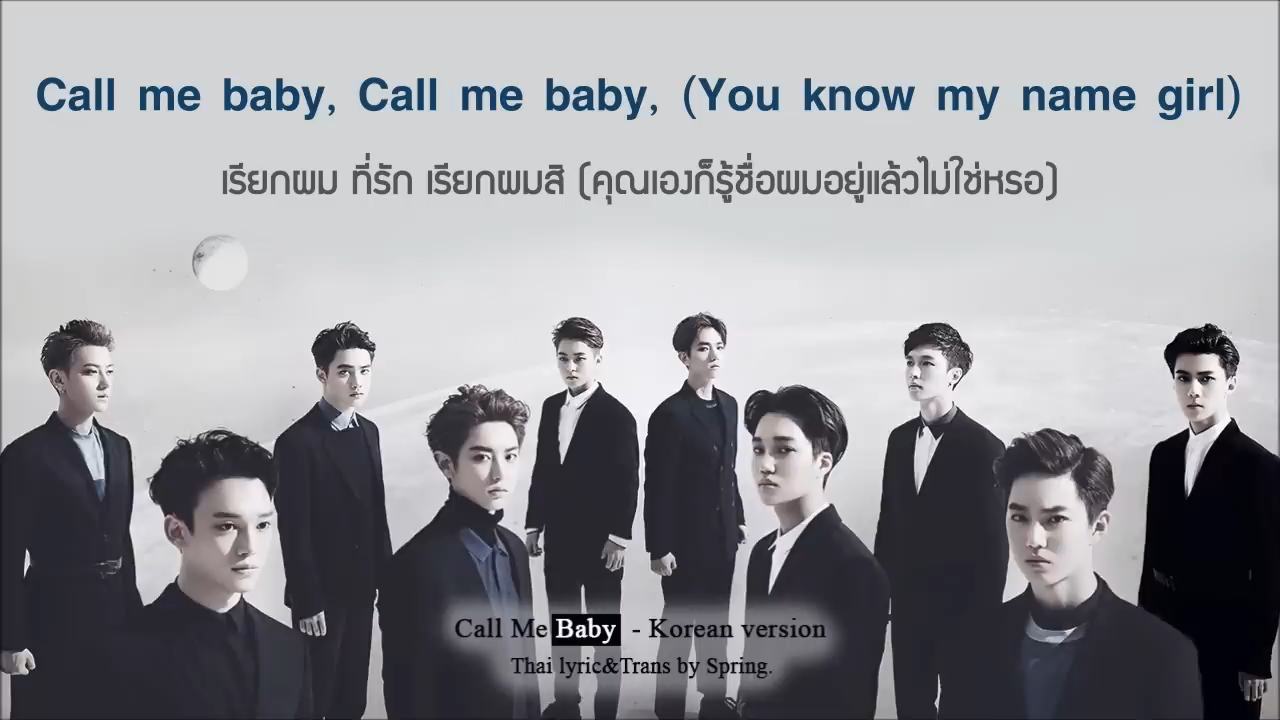 Call me baby, Call me baby, (You know my name girl)
เรียกผม ที่รัก เรียกผมสิ (คุณเองก็รู้ชื่อผมอยู่แล้วไม่ใช่หรอ)
Call Me Baby - Korean version
Thai lyric&Trans by Spring.